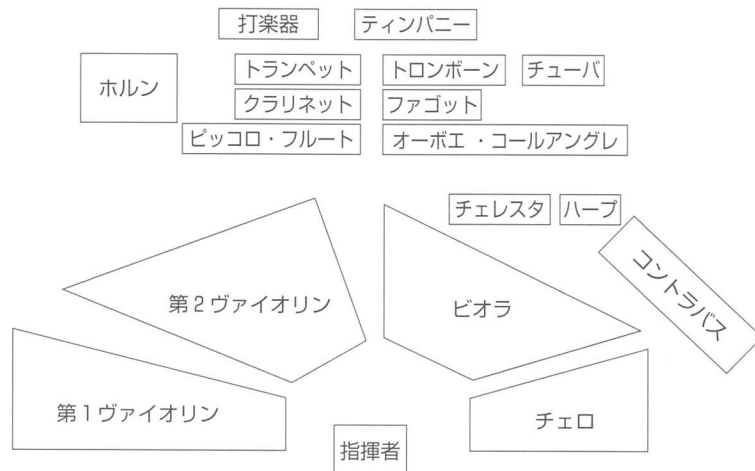 打楽器
ティンパニー
ホルン
トランペット
トロンボーン
チューバ
クラリネット
ファゴット
ピッコロ・フルート
オーボエ・コールアングレ
チェレスタ
ハープ
コントラバス
第2ヴァイオリン
ビオラ
第1ヴァイオリン
チェロ
指揮者